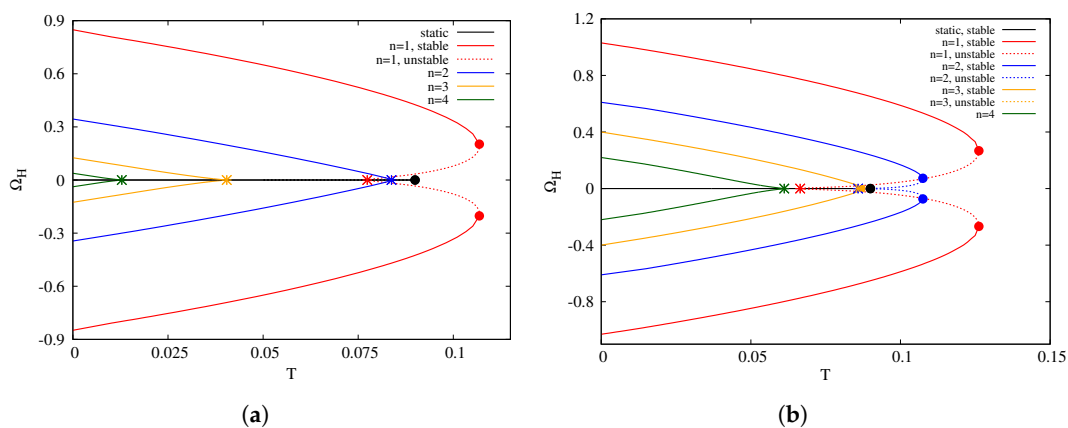 0.9
0.6
0.3
0
-0.3
-0.6
-0.9
Ω_H
0
0.025
0.05
0.075
0.1
T
static
n=1, stable
n=1, unstable
n=2
n=3
n=4
(a)
1.2
0.8
0.4
0
-0.4
-0.8
Ω_H
0
0.05
0.1
0.15
T
static, stable
n=1, stable
n=1, unstable
n=2, stable
n=2, unstable
n=3, stable
n=3, unstable
n=4
(b)